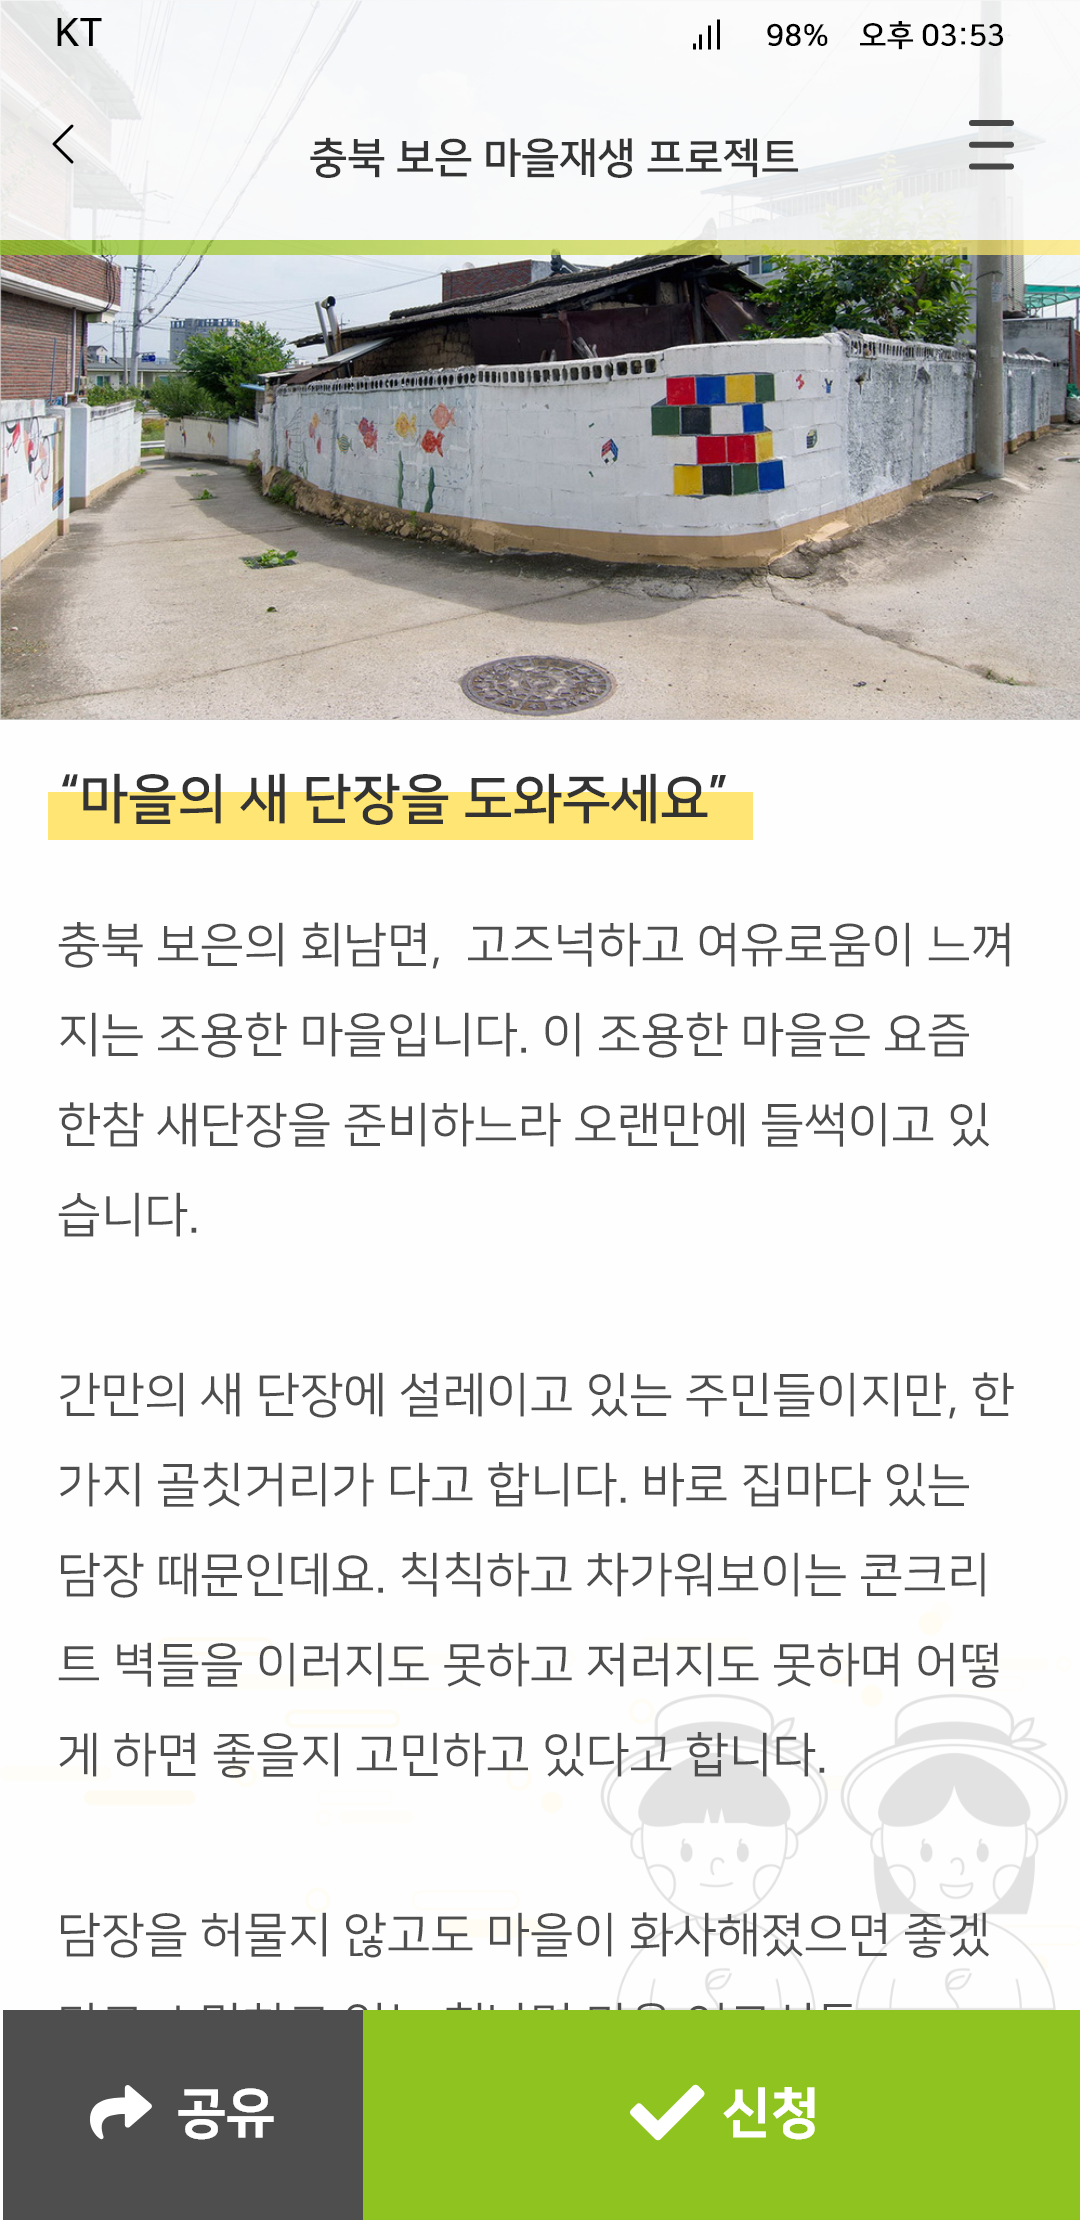 KT
98% 오후 03:53
충북 보은 마을재생 프로젝트
“마을의 새 단장을 도와주세요”
충북 보은의 회남면, 고즈넉하고 여유로움이 느껴
지는 조용한 마을입니다. 이 조용한 마을은 요즘
한참 새단장을 준비하느라 오랜만에 들썩이고 있
습니다.
간만의 새 단장에 설레이고 있는 주민들이지만, 한
가지 골칫거리가 다고 합니다. 바로 집마다 있는
담장 때문인데요. 칙칙하고 차가워보이는 콘크리
트 벽들을 이러지도 못하고 저러지도 못하며 어떻
게 하면 좋을지 고민하고 있다고 합니다.
담장을 허물지 않고도 마을이 화사해졌으면 좋겠
공유
신청